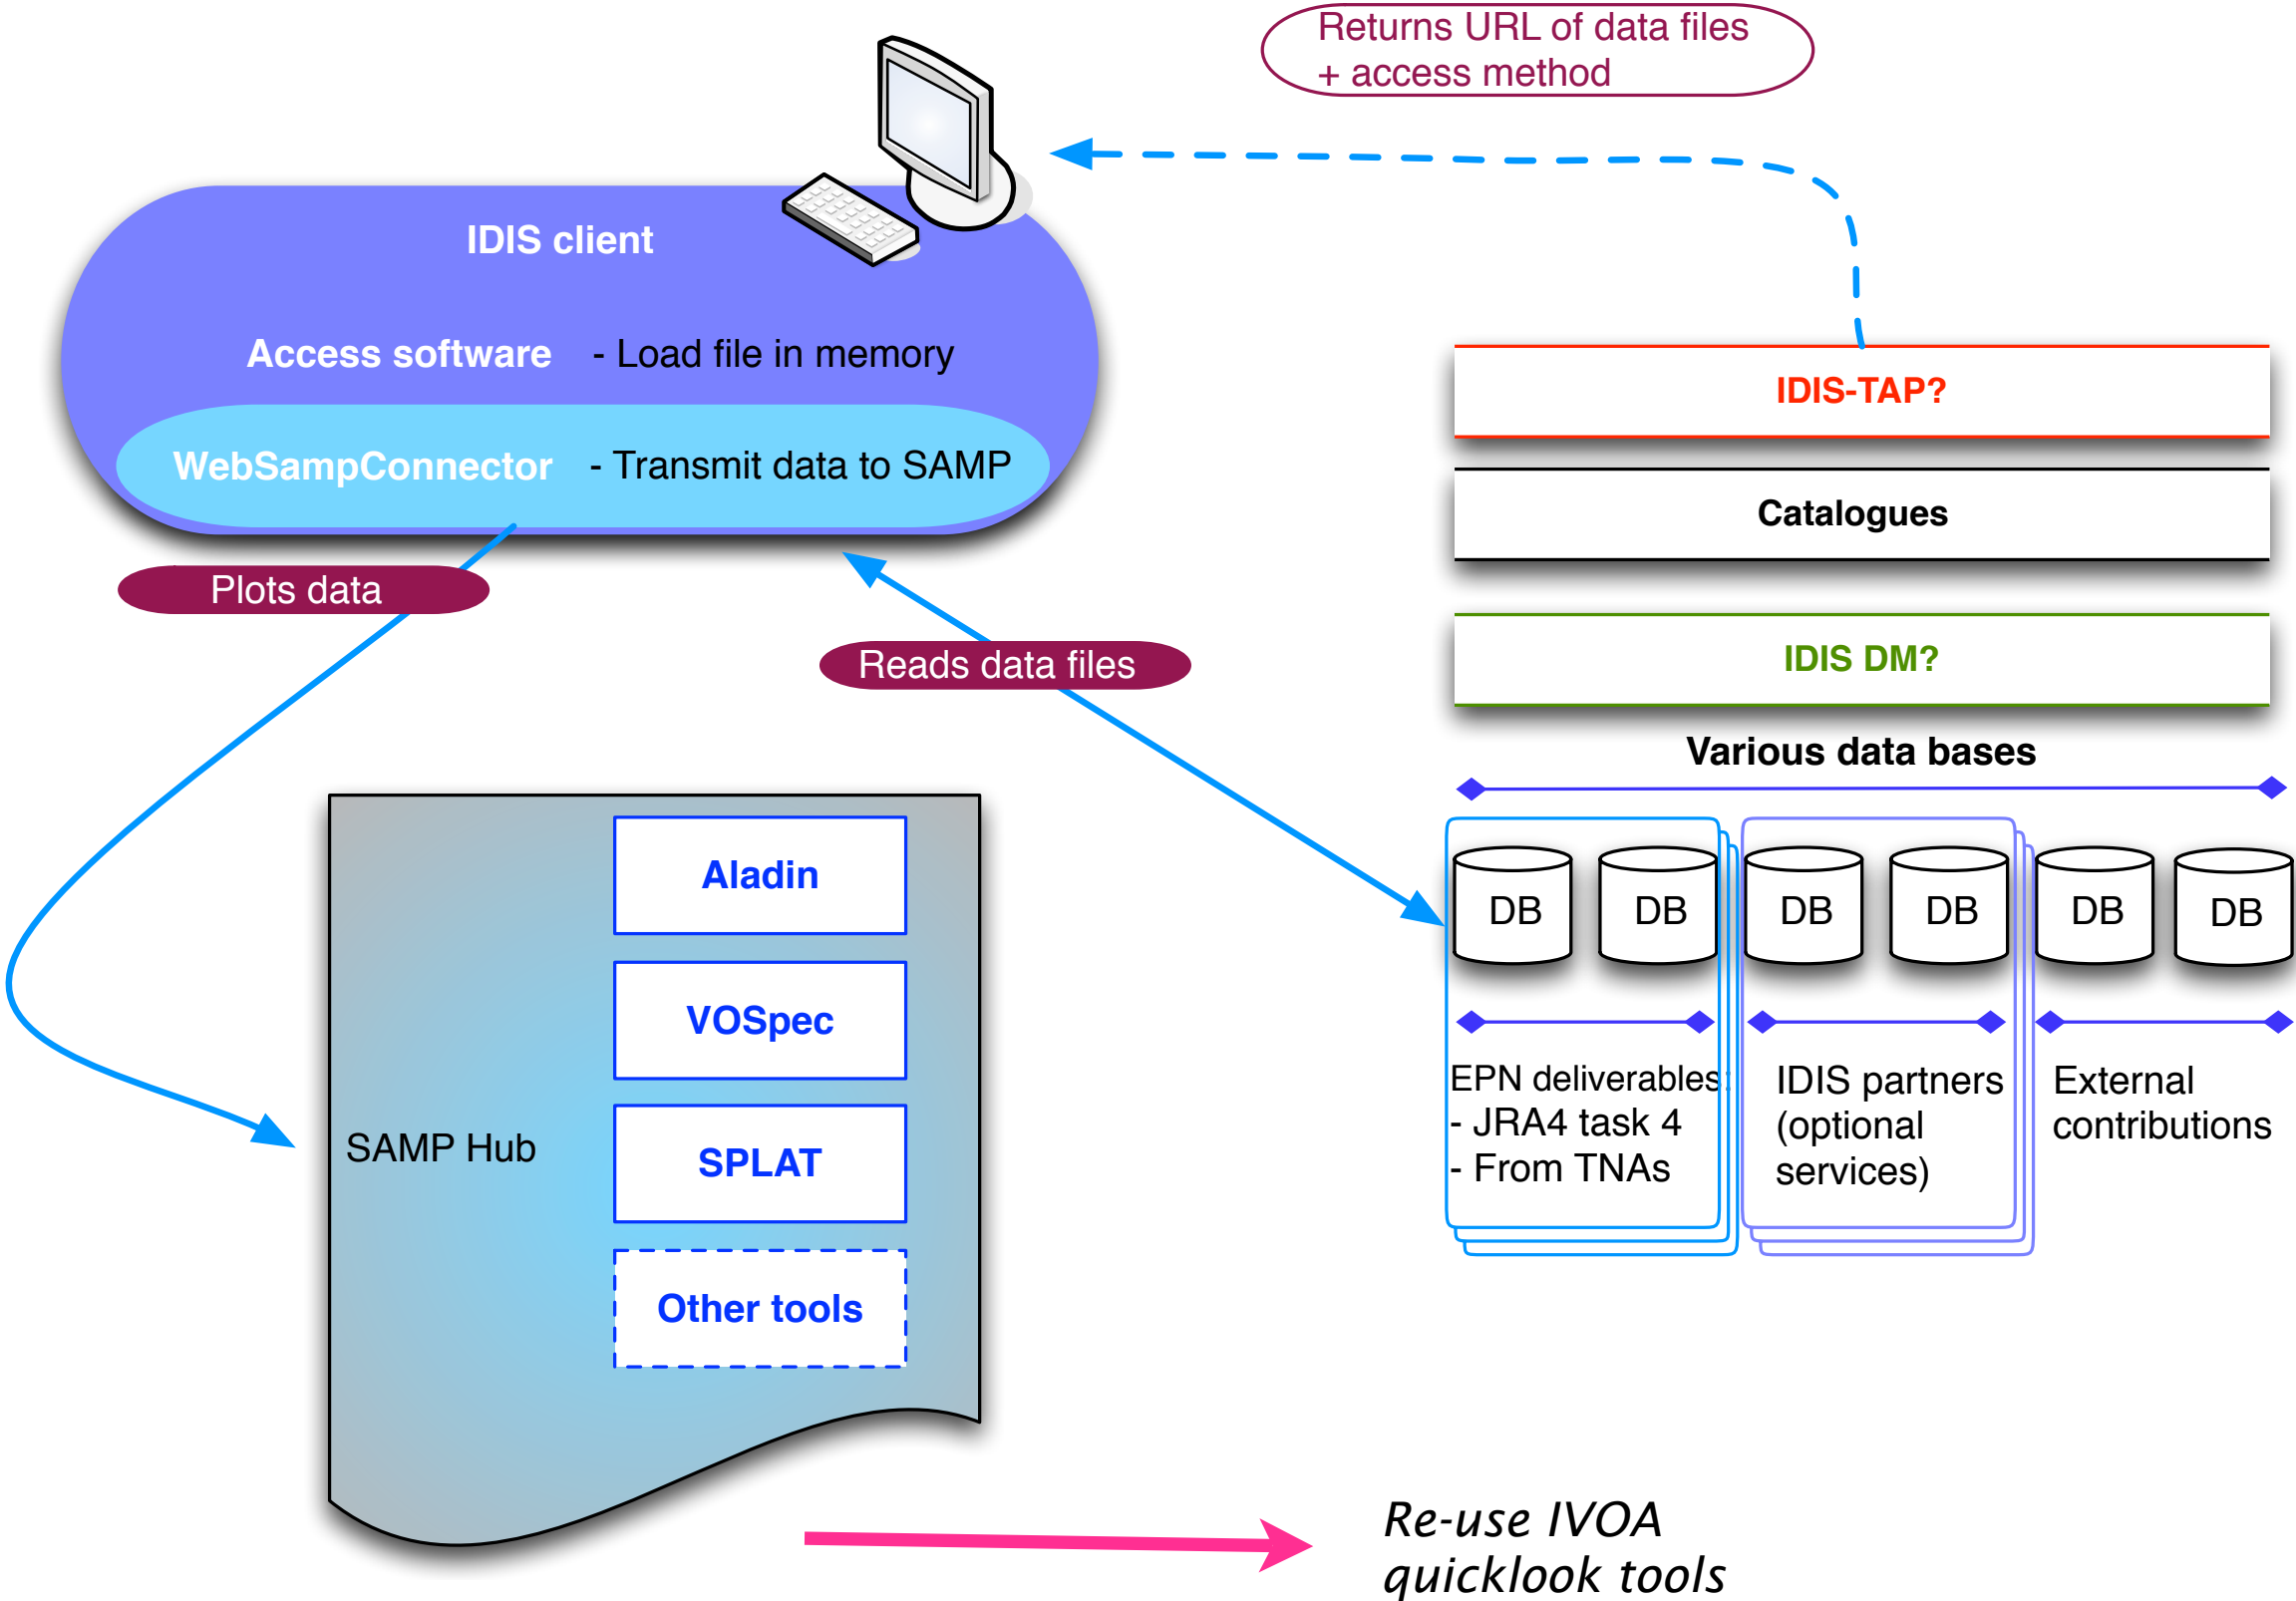 Returns URL of data files
+ access method
IDIS client
Access software - Load file in memory
WebSampConnector - Transmit data to SAMP
Plots data
Reads data files
IDIS-TAP?
Catalogues
IDIS DM?
Various data bases
DB DB DB DB DB DB
EPN deliverables:
- JRA4 task 4
- From TNAs
IDIS partners
(optional
services)
External
contributions
SAMP Hub
Aladin
VOSpec
SPLAT
Other tools
Re-use IVOA
quicklook tools